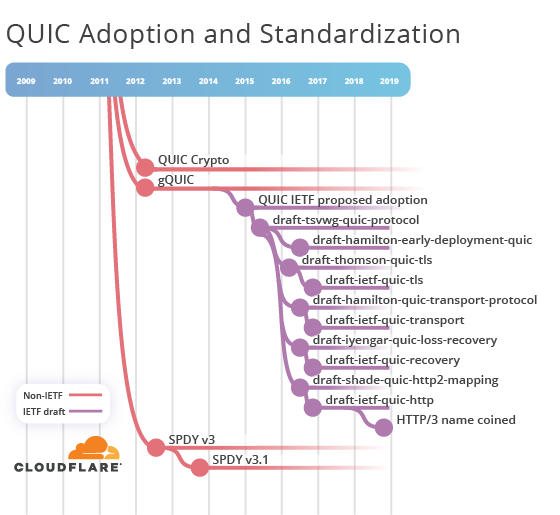 QUIC Adoption and Standardization
2009 2010 2011 2012 2013 2014 2015 2016 2017 2018 2019
QUIC Crypto
gQUIC
QUIC IETF proposed adoption
draft-tsvwg-quic-protocol
draft-hamilton-early-deployment-quic
draft-thomson-quic-tls
draft-ietf-quic-tls
draft-hamilton-quic-transport-protocol
draft-ietf-quic-transport
draft-iyengar-quic-loss-recovery
draft-ietf-quic-recovery
draft-shade-quic-http2-mapping
draft-ietf-quic-http
HTTP/3 name coined
Non-IETF
IETF draft
SPDY v3
SPDY v3.1
CLOUDFLARE